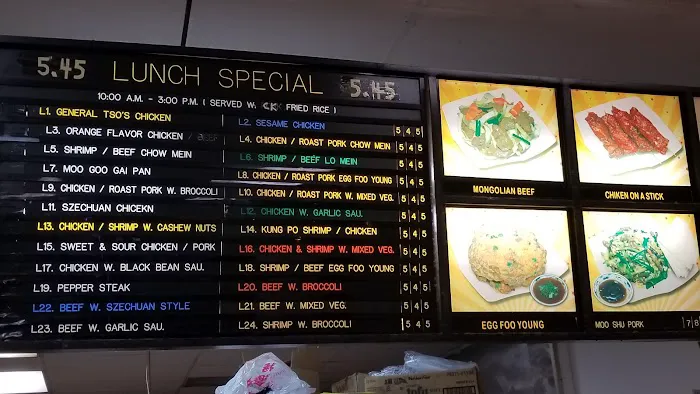 5.45 LUNCH SPECIAL 5.45
10:00 A.M. - 3:00 P.M. ( SERVED W. CK FRIED RICE )
L1. GENERAL TSO'S CHICKEN
L2. SESAME CHICKEN
L3. ORANGE FLAVOR CHICKEN / BEEF
L4. CHICKEN / ROAST PORK CHOW MEIN 5 4 5
L5. SHRIMP / BEEF CHOW MEIN
L6. SHRIMP / BEEF LO MEIN 5 4 5
L7. MOO GOO GAI PAN
L8. CHICKEN / ROAST PORK EGG FOO YOUNG 5 4 5
L9. CHICKEN / ROAST PORK W. BROCCOLI
L10. CHICKEN / ROAST PORK W. MIXED VEG. 5 4 5
L11. SZECHUAN CHICEKN
L12. CHICKEN W. GARLIC SAU. 5 4 5
L13. CHICKEN / SHRIMP W. CASHEW NUTS
L14. KUNG PO SHRIMP / CHICKEN 5 4 5
L15. SWEET & SOUR CHICKEN / PORK
L16. CHICKEN & SHRIMP W. MIXED VEG. 5 4 5
L17. CHICKEN W. BLACK BEAN SAU.
L18. SHRIMP / BEEF EGG FOO YOUNG 5 4 5
L19. PEPPER STEAK
L20. BEEF W. BROCCOLI 5 4 5
L22. BEEF W. SZECHUAN STYLE
L21. BEEF W. MIXED VEG. 5 4 5
L23. BEEF W. GARLIC SAU.
L24. SHRIMP W. BROCCOLI 5 4 5
MONGOLIAN BEEF
CHIKEN ON A STICK
EGG FOO YOUNG
MOO SHU PORK